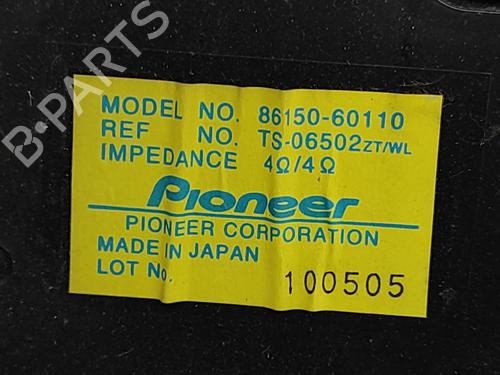 B-PARTS
MODEL NO. 86150-60110
REF NO. TS-06502ZT/WL
IMPEDANCE 4Ω/4Ω
Pioneer
PIONEER CORPORATION
MADE IN JAPAN
LOT No. 100505